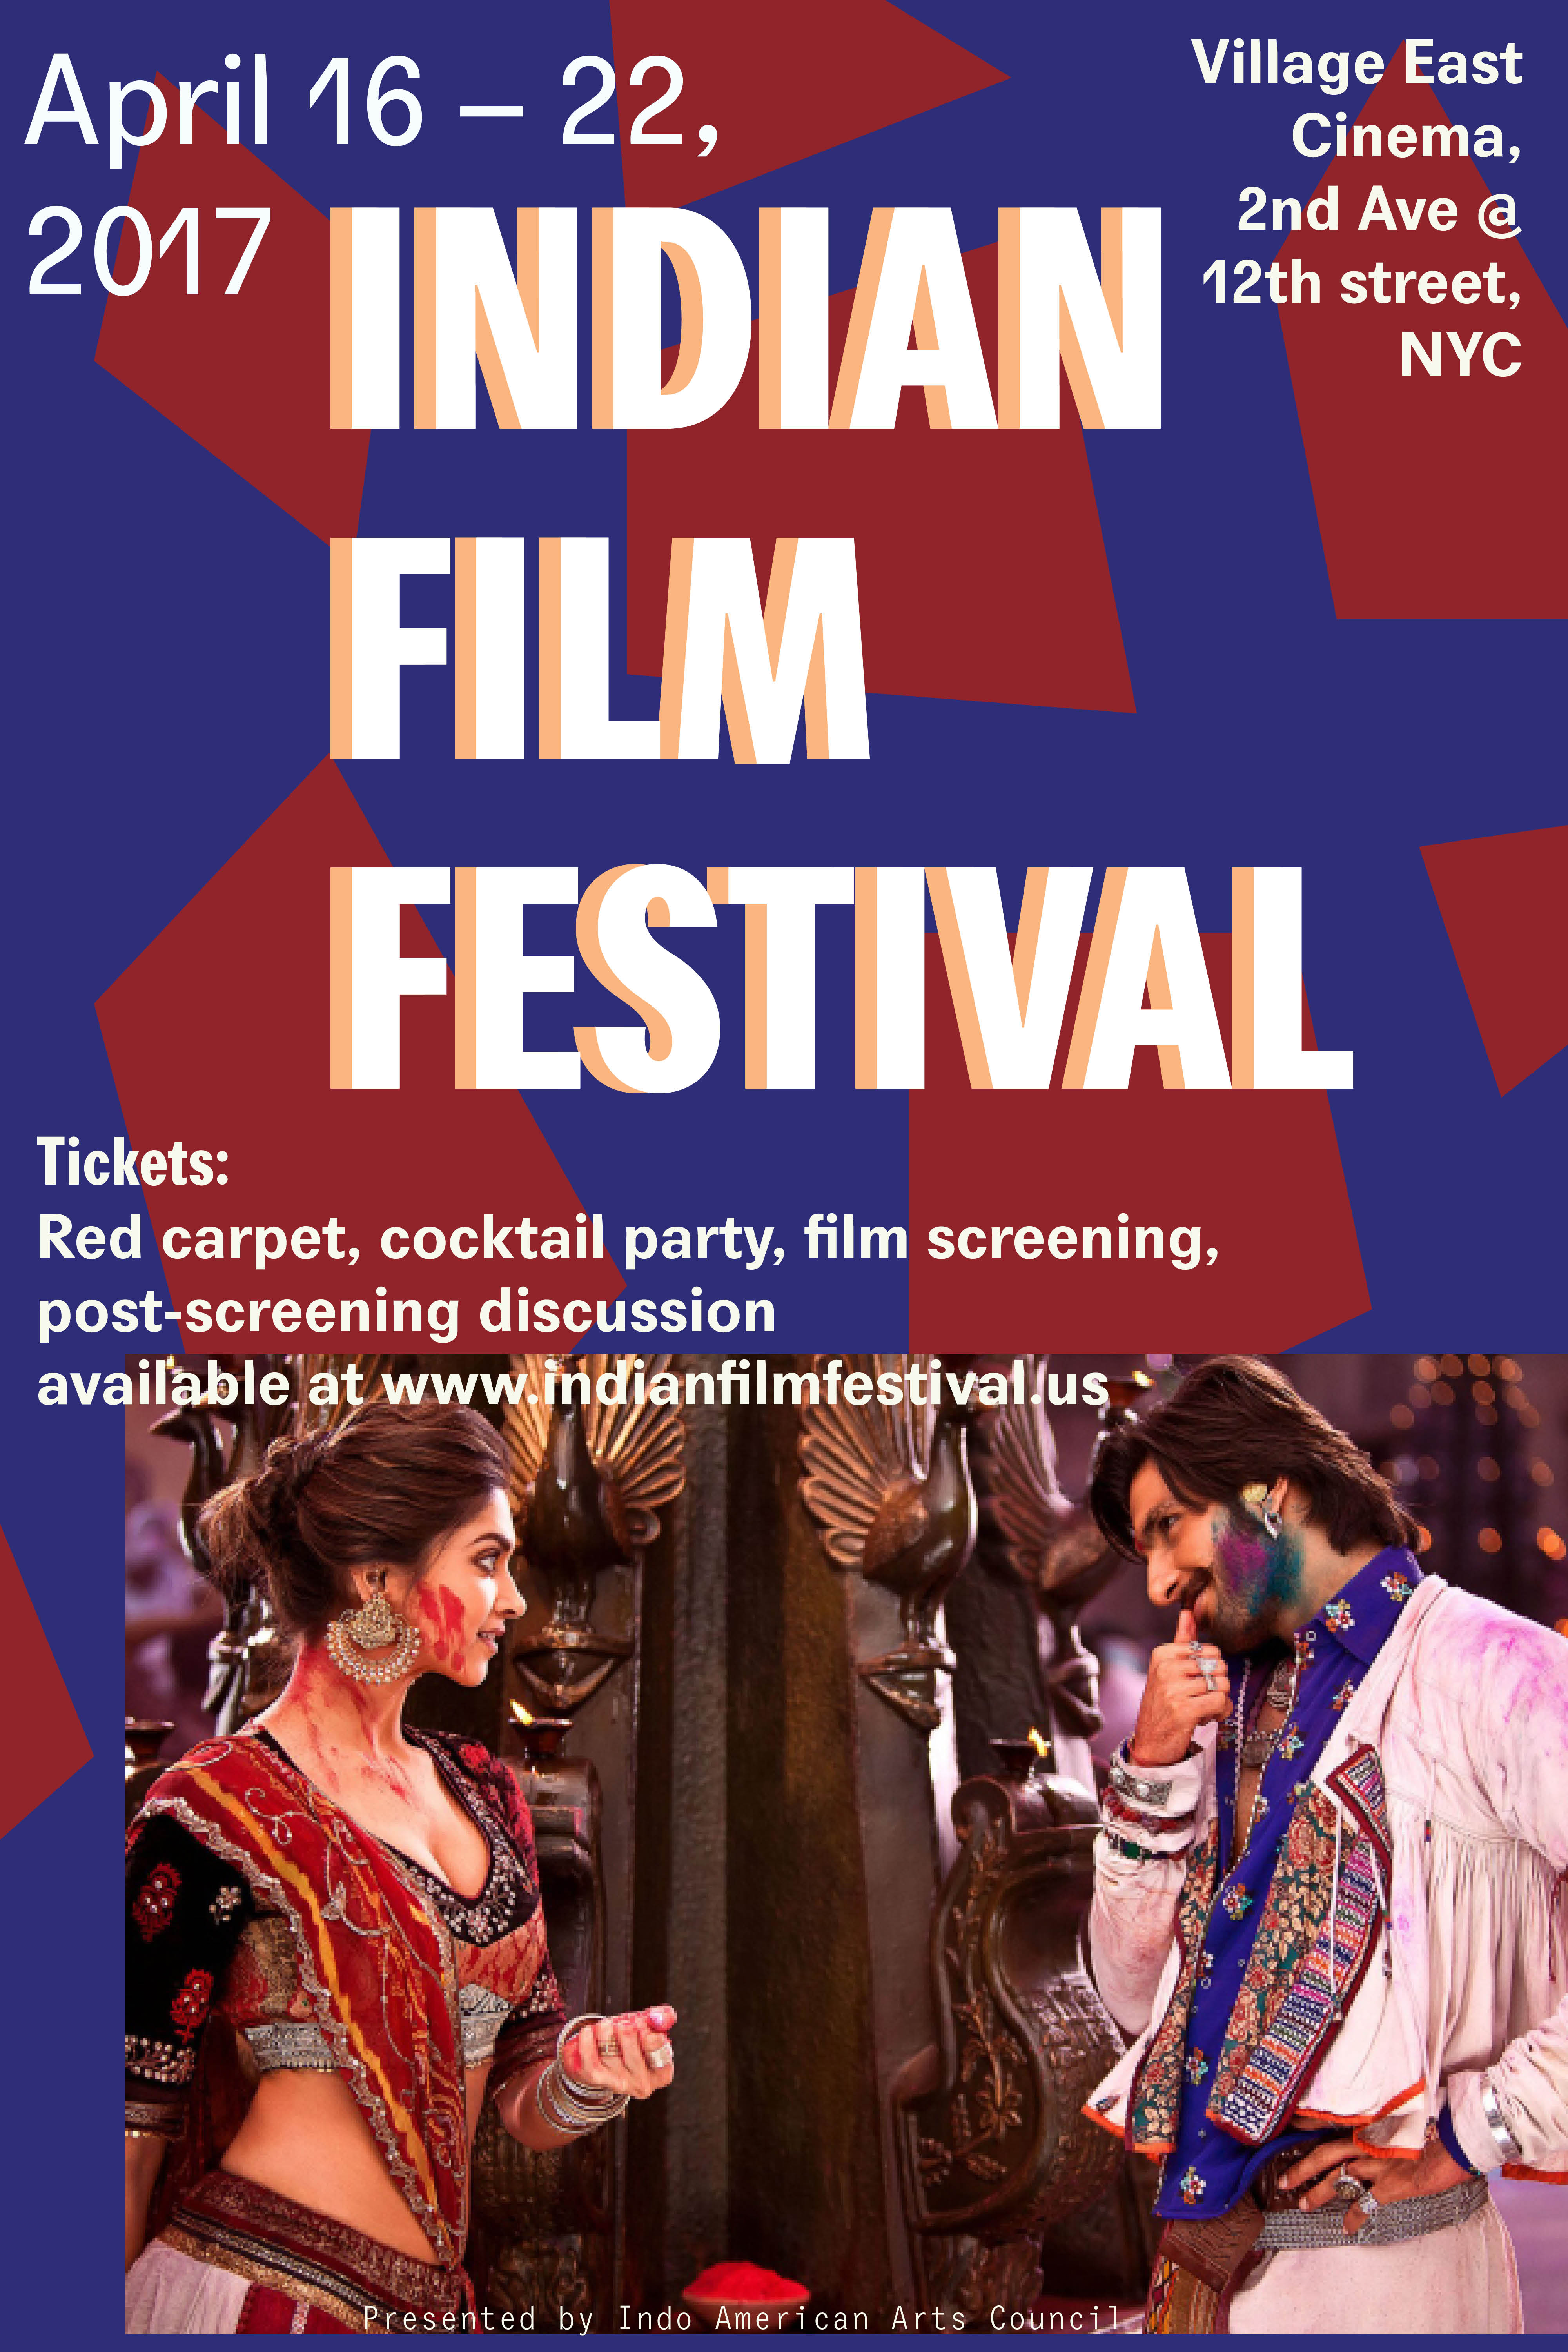 April 16 – 22,
2017
Village East
Cinema,
2nd Ave @
12th street,
NYC
INDIAN
FILM
FESTIVAL
Tickets:
Red carpet, cocktail party, film screening,
post-screening discussion
available at www.indianfilmfestival.us
Presented by Indo American Arts Council